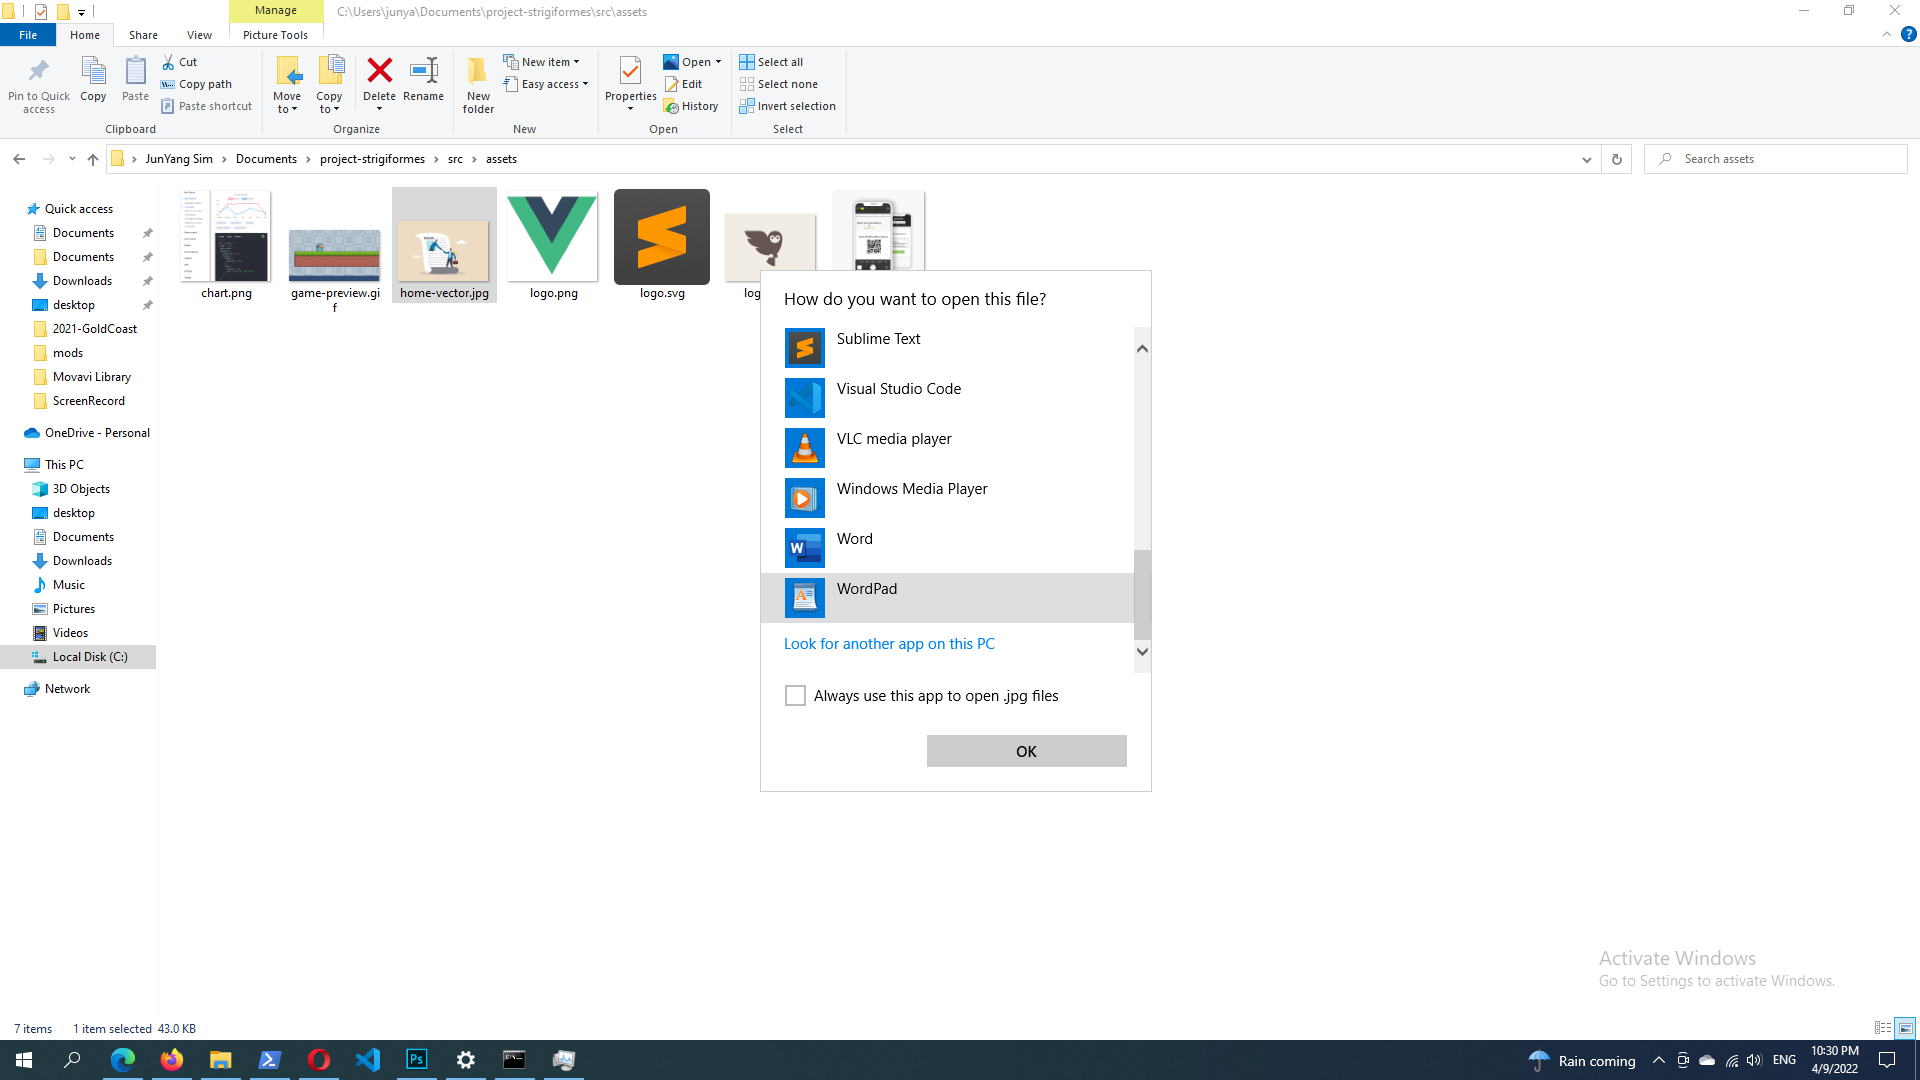 Manage
C:\Users\junya\Documents\project-strigiformes\src\assets
File
Home
Share
View
Picture Tools
Pin to Quick access
Copy
Paste
Cut
Copy path
Paste shortcut
Clipboard
Move to
Copy to
Delete
Rename
Organize
New folder
New item
Easy access
New
Properties
Open
Edit
History
Open
Select all
Select none
Invert selection
Select
JunYang Sim > Documents > project-strigiformes > src > assets
Search assets
Quick access
Documents
Documents
Downloads
desktop
2021-GoldCoast
mods
Movavi Library
ScreenRecord
OneDrive - Personal
This PC
3D Objects
desktop
Documents
Downloads
Music
Pictures
Videos
Local Disk (C:)
Network
chart.png
game-preview.gi
f
home-vector.jpg
logo.png
logo.svg
How do you want to open this file?
Sublime Text
Visual Studio Code
VLC media player
Windows Media Player
Word
WordPad
Look for another app on this PC
Always use this app to open .jpg files
OK
Activate Windows
Go to Settings to activate Windows.
7 items
1 item selected 43.0 KB
Rain coming
ENG
10:30 PM
4/9/2022